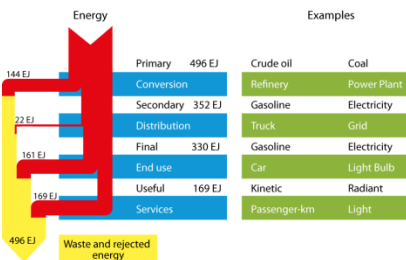 Energy
Examples
Primary 496 EJ Crude oil Coal
144 EJ
Conversion Refinery Power Plant
Secondary 352 EJ Gasoline Electricity
22 EJ
Distribution Truck Grid
Final 330 EJ Gasoline Electricity
161 EJ
End use Car Light Bulb
Useful 169 EJ Kinetic Radiant
169 EJ
Services Passenger-km Light
496 EJ
Waste and rejected
energy